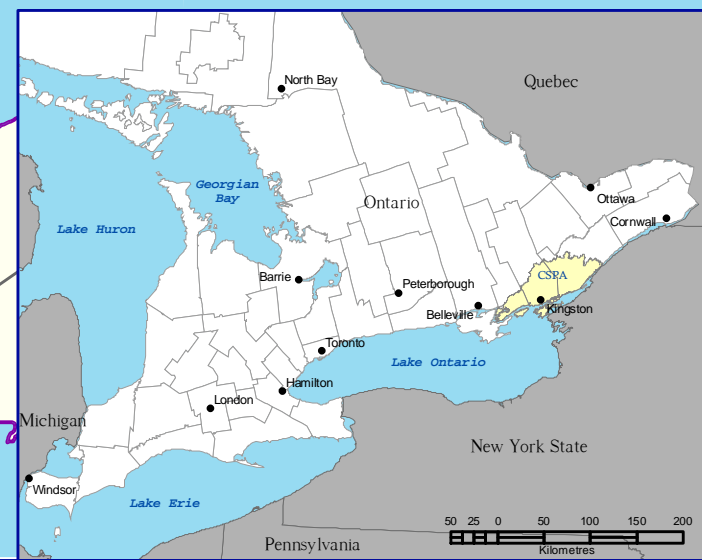 North Bay
Quebec
Georgian
Bay
Ontario
Ottawa
Cornwall
Lake Huron
Barrie
Peterborough
CSPA
Belleville
Kingston
Toronto
Lake Ontario
Hamilton
London
Michigan
New York State
Windsor
Lake Erie
50 25 0 50 100 150 200
Kilometres
Pennsylvania